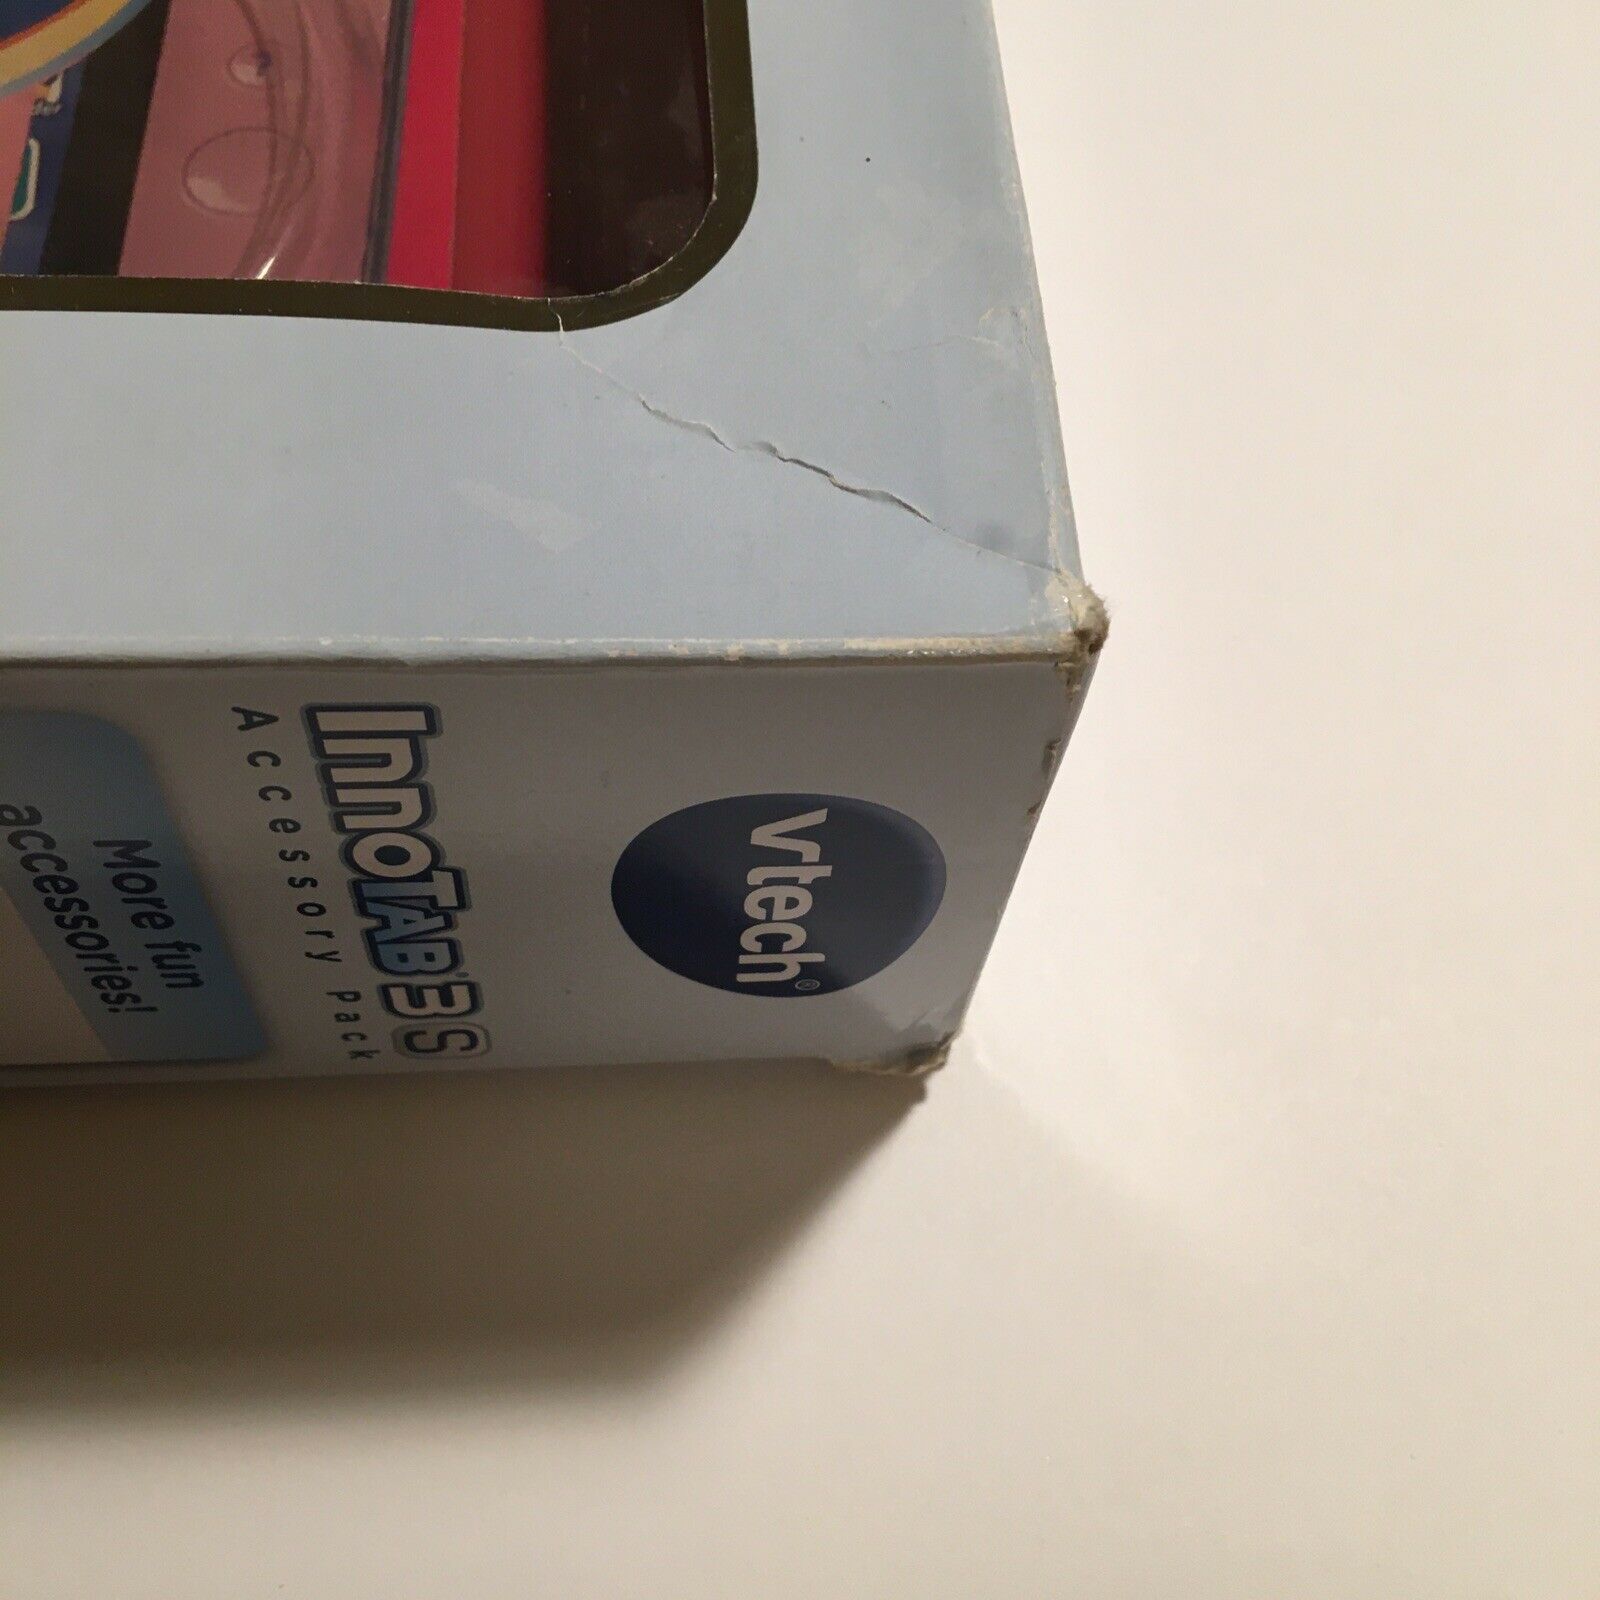 vtech®
InnoTAB® 3S
Accessory Pack
More fun
accessories!